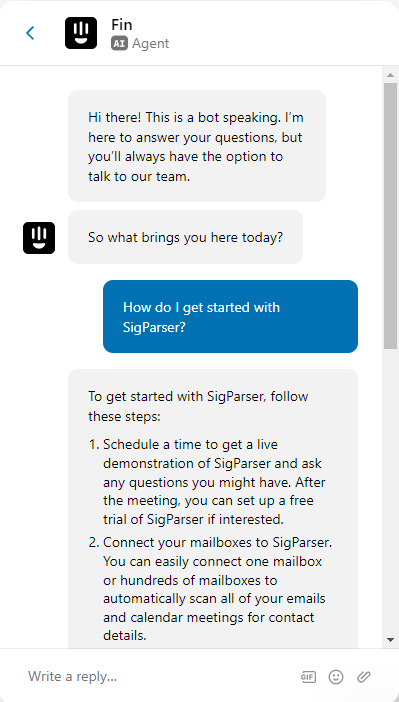 Fin
AI Agent
Hi there! This is a bot speaking. I'm
here to answer your questions, but
you'll always have the option to
talk to our team.
So what brings you here today?
How do I get started with
SigParser?
To get started with SigParser, follow
these steps:
1. Schedule a time to get a live
demonstration of SigParser and ask
any questions you might have. After
the meeting, you can set up a free
trial of SigParser if interested.
2. Connect your mailboxes to SigParser.
You can easily connect one mailbox
or hundreds of mailboxes to
automatically scan all of your emails
and calendar meetings for contact
details.
Write a reply...
GIF